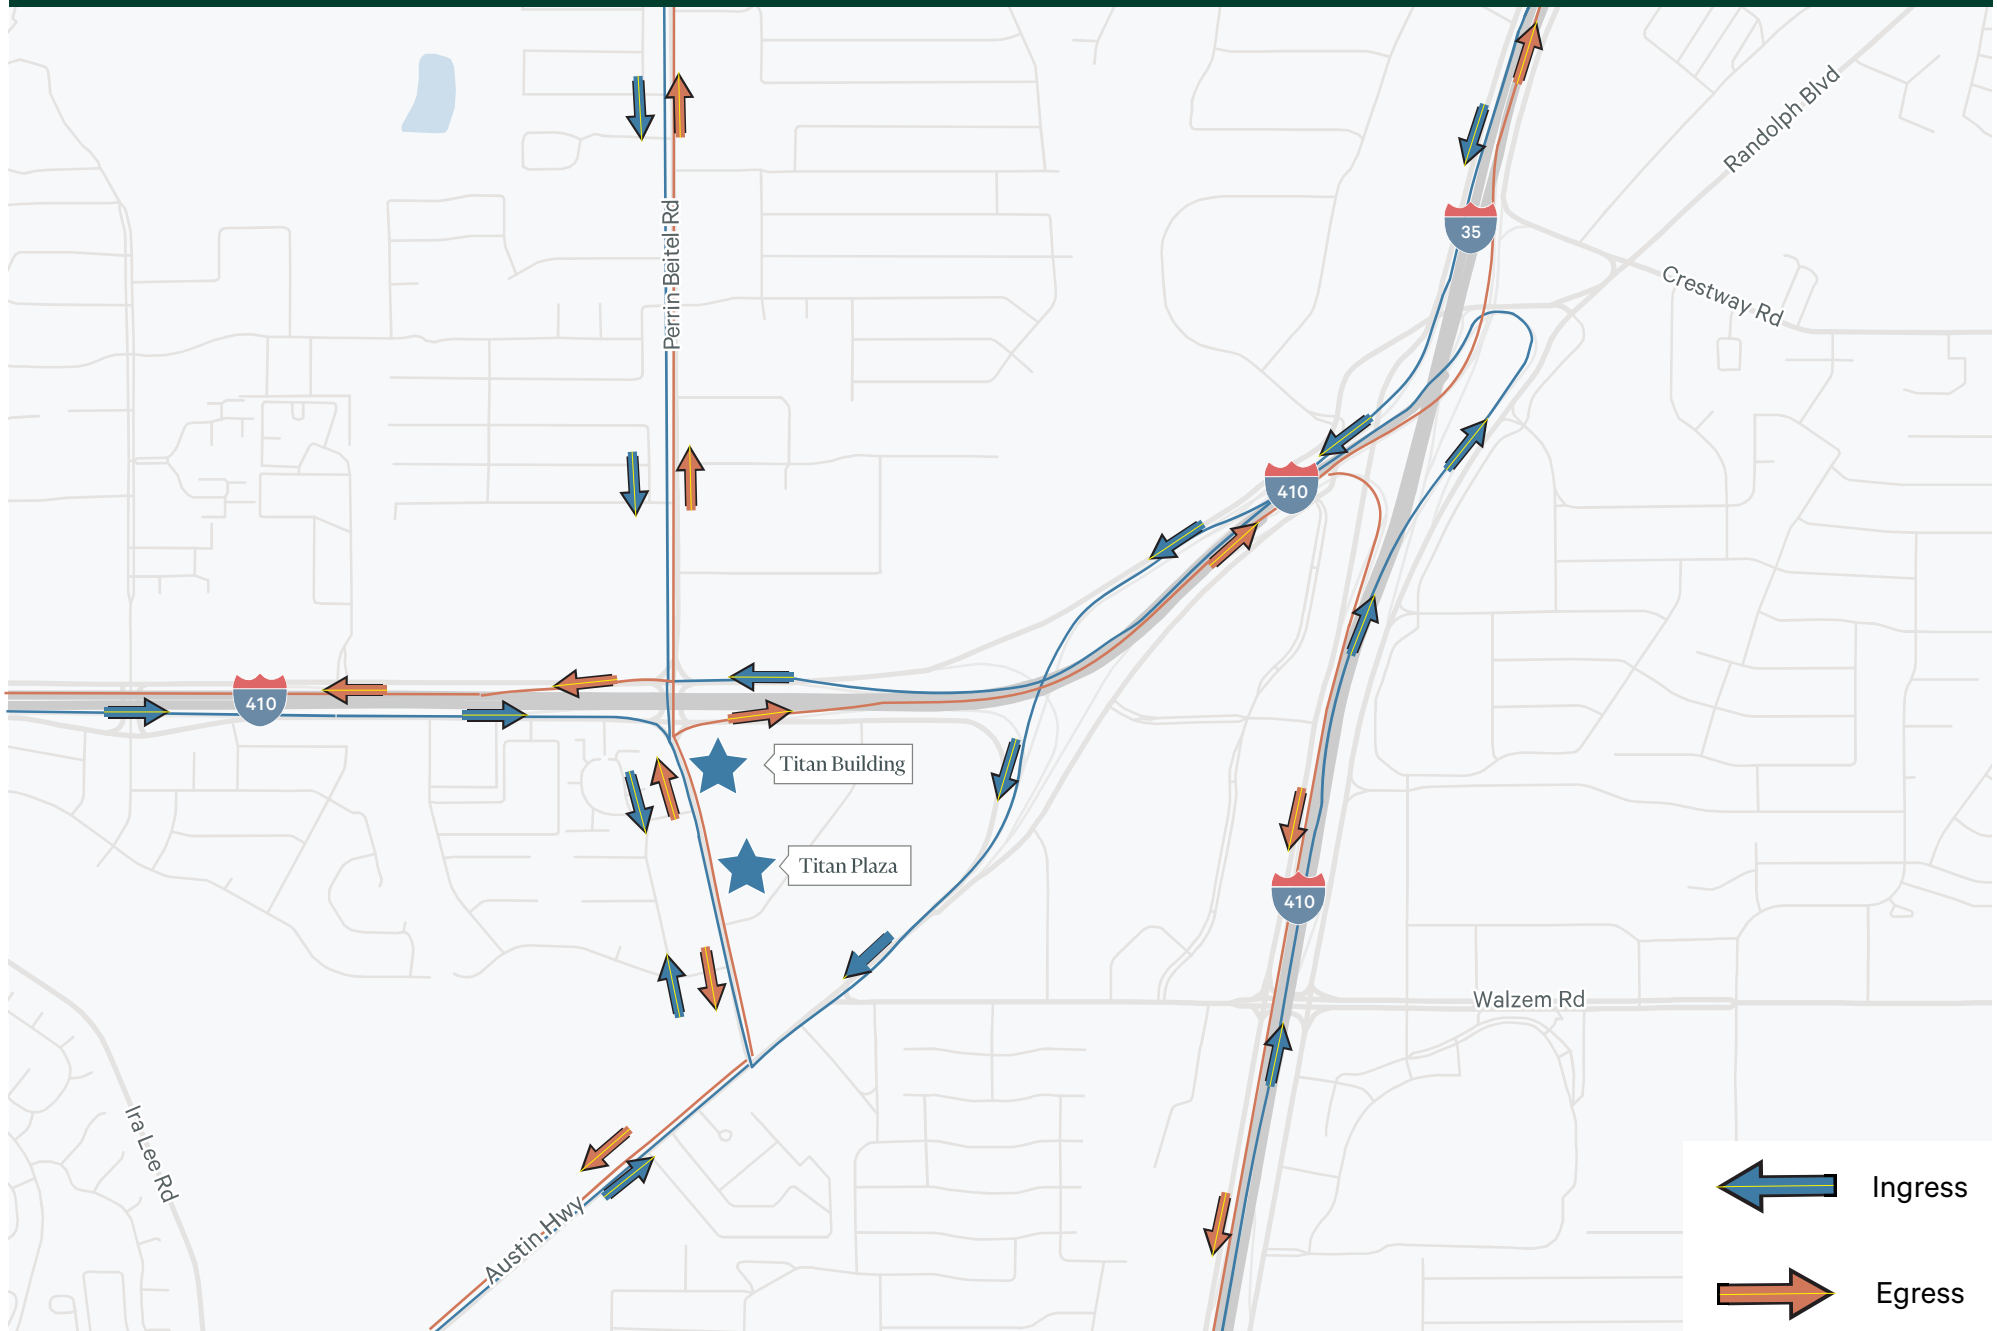 Randolph Blvd
Perrin Beitel Rd
35
Crestway Rd
410
410
Titan Building
Titan Plaza
410
Walzem Rd
Ira Lee Rd
Austin Hwy
Ingress
Egress